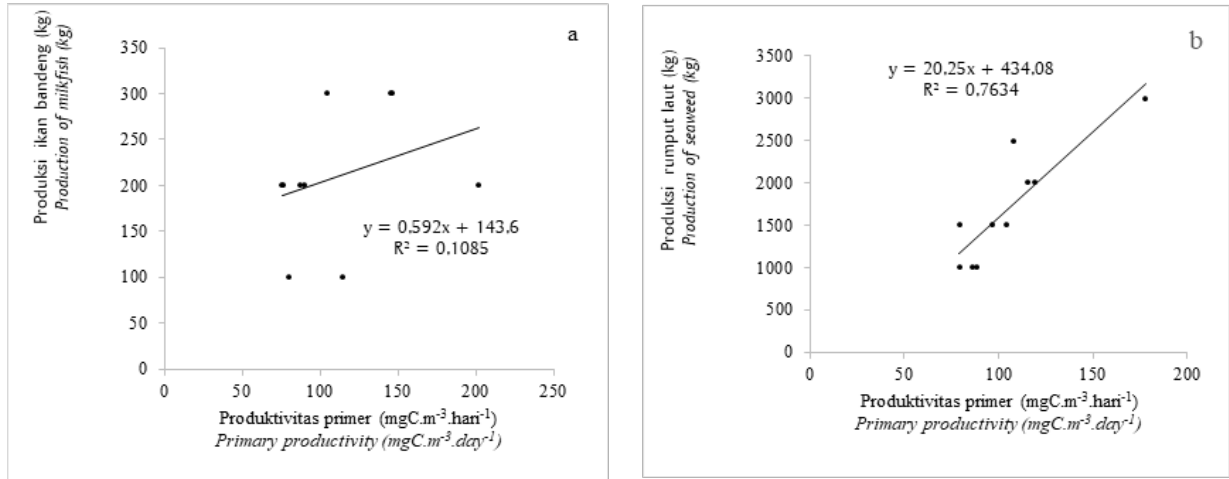 a
Produksi ikan bandeng (kg)
Production of milkfish (kg)
350
300
250
200
150
100
50
0
y = 0.592x + 143.6
R² = 0.1085
0 50 100 150 200 250
Produktivitas primer (mgC.m⁻³.hari⁻¹)
Primary productivity (mgC.m⁻³.day⁻¹)
b
Produksi rumput laut (kg)
Production of seaweed (kg)
3500
3000
2500
2000
1500
1000
500
0
y = 20.25x + 434.08
R² = 0.7634
0 50 100 150 200
Produktivitas primer (mgC.m⁻³.hari⁻¹)
Primary productivity (mgC.m⁻³.day⁻¹)